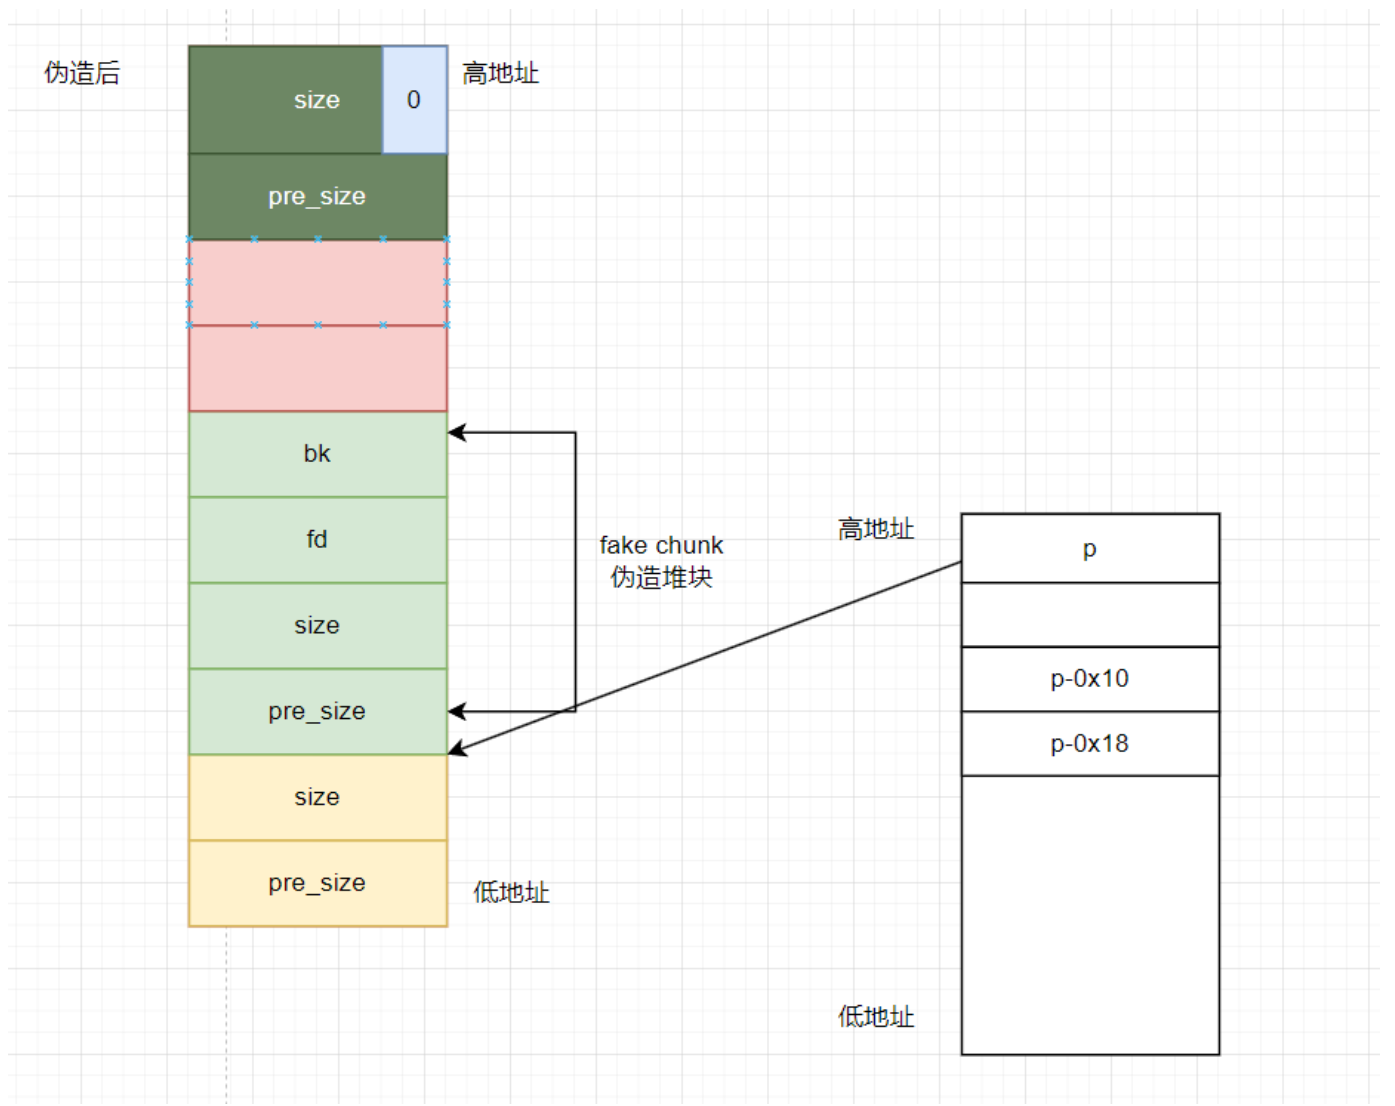 伪造后
size
0
高地址
pre_size
bk
fd
size
pre_size
size
pre_size
低地址
fake chunk
伪造堆块
高地址
p
p-0x10
p-0x18
低地址